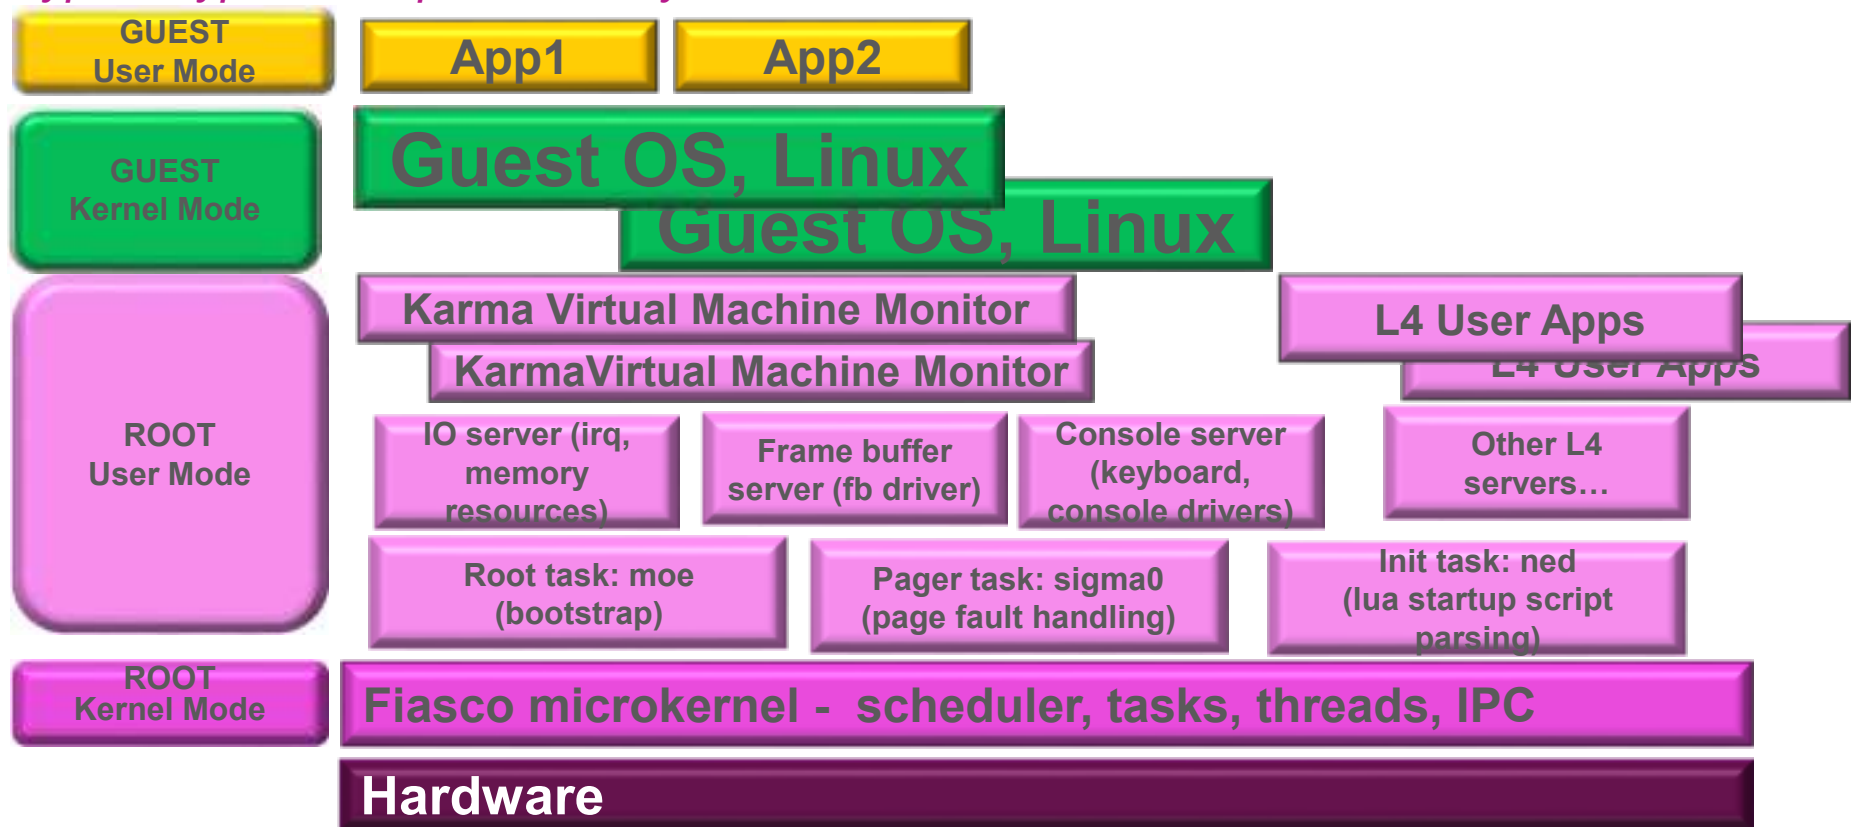 GUEST
User Mode
App1
App2
GUEST
Kernel Mode
Guest OS, Linux
Guest OS, Linux
ROOT
User Mode
Karma Virtual Machine Monitor
KarmaVirtual Machine Monitor
L4 User Apps
L4 User Apps
IO server (irq,
memory
resources)
Frame buffer
server (fb driver)
Console server
(keyboard,
console drivers)
Other L4
servers…
Root task: moe
(bootstrap)
Pager task: sigma0
(page fault handling)
Init task: ned
(lua startup script
parsing)
ROOT
Kernel Mode
Fiasco microkernel - scheduler, tasks, threads, IPC
Hardware